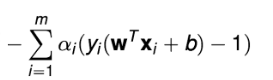 $-\sum_{i=1}^{m} \alpha_i(y_i(\mathbf{w}^T\mathbf{x}_i + b) - 1)$